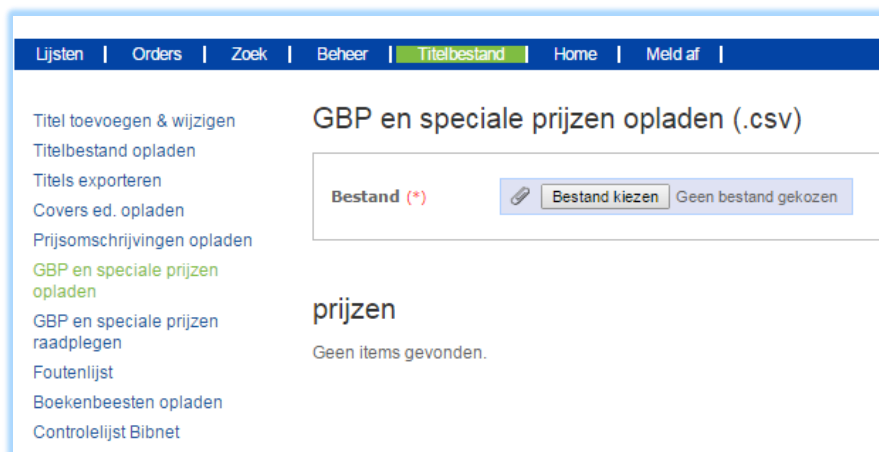 Lijsten | Orders | Zoek | Beheer | Titelbestand | Home | Meld af |
Titel toevoegen & wijzigen
Titelbestand opladen
Titels exporteren
Covers ed. opladen
Prijsomschrijvingen opladen
GBP en speciale prijzen
opladen
GBP en speciale prijzen
raadplegen
Foutenlijst
Boekenbeesten opladen
Controlelijst Bibnet
GBP en speciale prijzen opladen (.csv)
Bestand (*) Bestand kiezen Geen bestand gekozen
prijzen
Geen items gevonden.